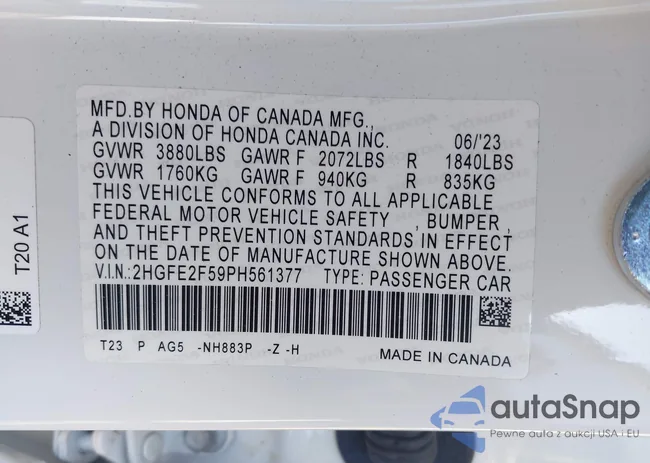 MFD.BY HONDA OF CANADA MFG.,
A DIVISION OF HONDA CANADA INC. 06/'23
GVWR 3880LBS GAWR F 2072LBS R 1840LBS
GVWR 1760KG GAWR F 940KG R 835KG
THIS VEHICLE CONFORMS TO ALL APPLICABLE
FEDERAL MOTOR VEHICLE SAFETY , BUMPER,
AND THEFT PREVENTION STANDARDS IN EFFECT
ON THE DATE OF MANUFACTURE SHOWN ABOVE.
V.I.N.:2HGFE2F59PH561377 TYPE: PASSENGER CAR
T23 P AG5 -NH883P -Z -H
MADE IN CANADA
T20 A1
autaSnap
Pewne auta z aukcji USA i EU